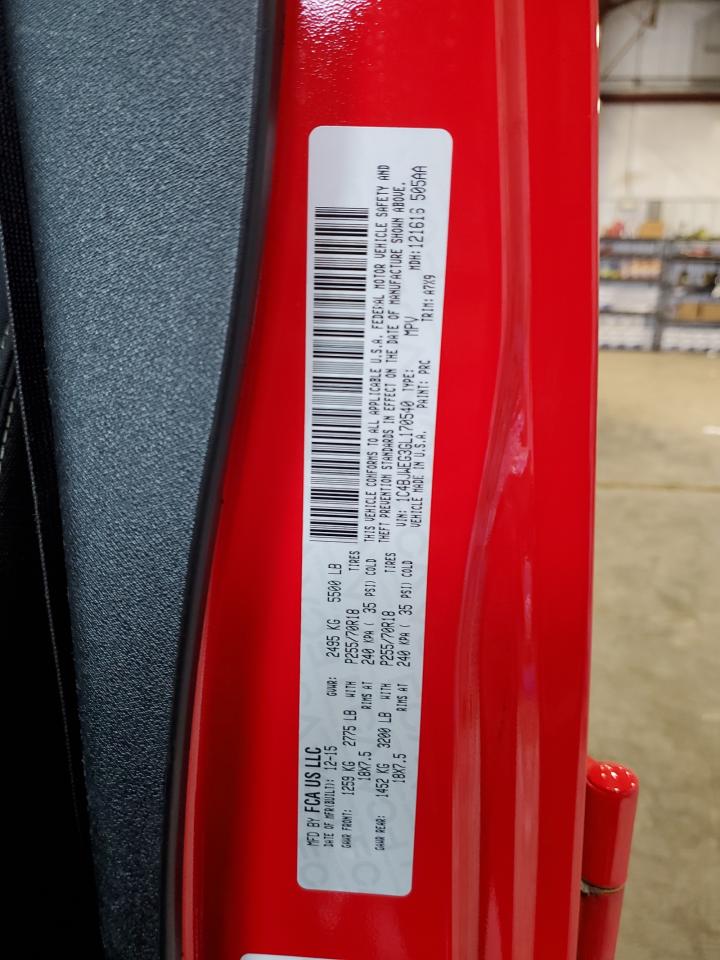 MFD BY FCA US LLC
DATE OF MFR(BUILT): 12-15 GVWR: 2495 KG 5500 LB
GAWR FRONT: 1259 KG 2775 LB WITH P255/70R18 TIRES
18X7.5 RIMS AT 240 KPA ( 35 PSI) COLD
GAWR REAR: 1452 KG 3200 LB WITH P255/70R18 TIRES
18X7.5 RIMS AT 240 KPA ( 35 PSI) COLD
THIS VEHICLE CONFORMS TO ALL APPLICABLE U.S.A. FEDERAL MOTOR VEHICLE SAFETY AND
THEFT PREVENTION STANDARDS IN EFFECT ON THE DATE OF MANUFACTURE SHOWN ABOVE.
VIN: 1C4BJWEG3GL170540 TYPE: MPV MDH: 121616 505AA
VEHICLE MADE IN U.S.A. PAINT: PRC TRIM: A7X9